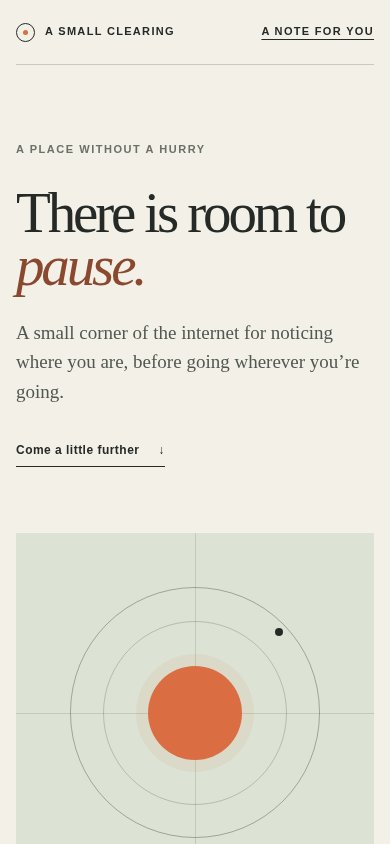 A SMALL CLEARING
A NOTE FOR YOU
A PLACE WITHOUT A HURRY
There is room to
pause.
A small corner of the internet for noticing
where you are, before going wherever you’re
going.
Come a little further ↓